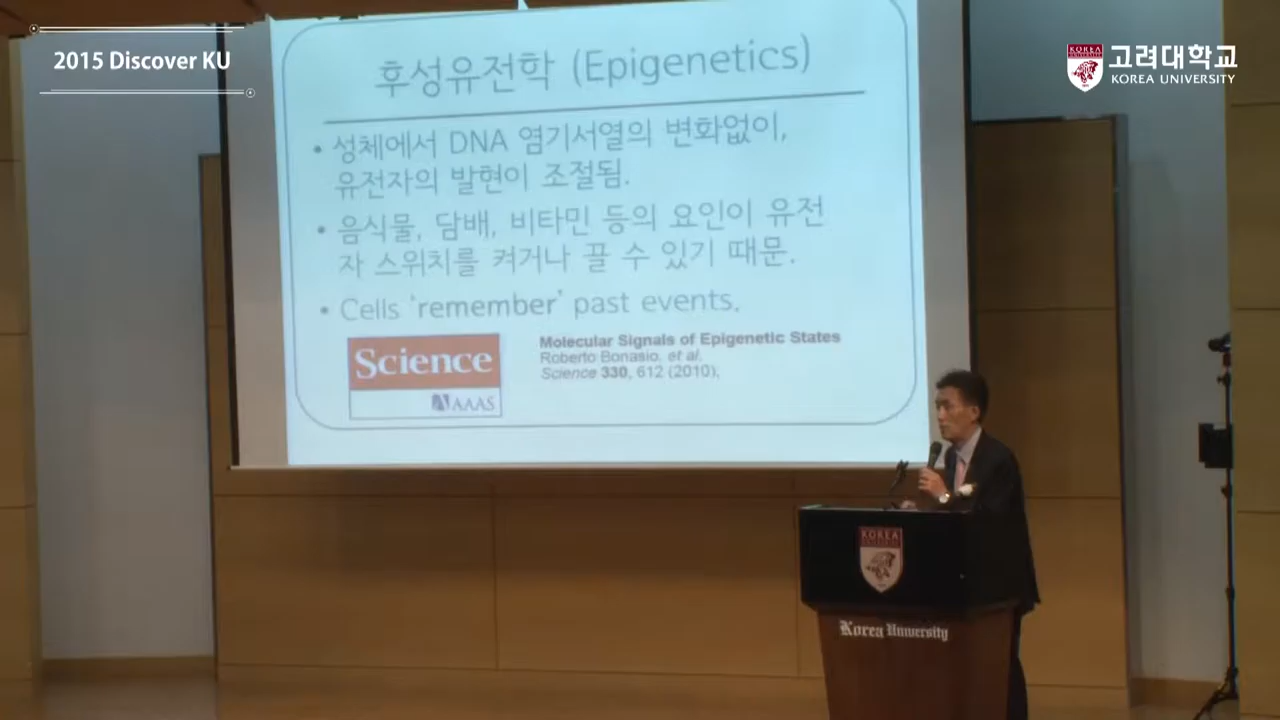 2015 Discover KU
KOREA
UNIVERSITY
고려대학교
KOREA UNIVERSITY
후성유전학 (Epigenetics)
• 성체에서 DNA 염기서열의 변화없이,
유전자의 발현이 조절됨.
• 음식물, 담배, 비타민 등의 요인이 유전
자 스위치를 켜거나 끌 수 있기 때문.
• Cells 'remember' past events.
Science
AAAS
Molecular Signals of Epigenetic States
Roberto Bonasio, et al.
Science 330, 612 (2010),
KOREA
UNIVERSITY
Korea University